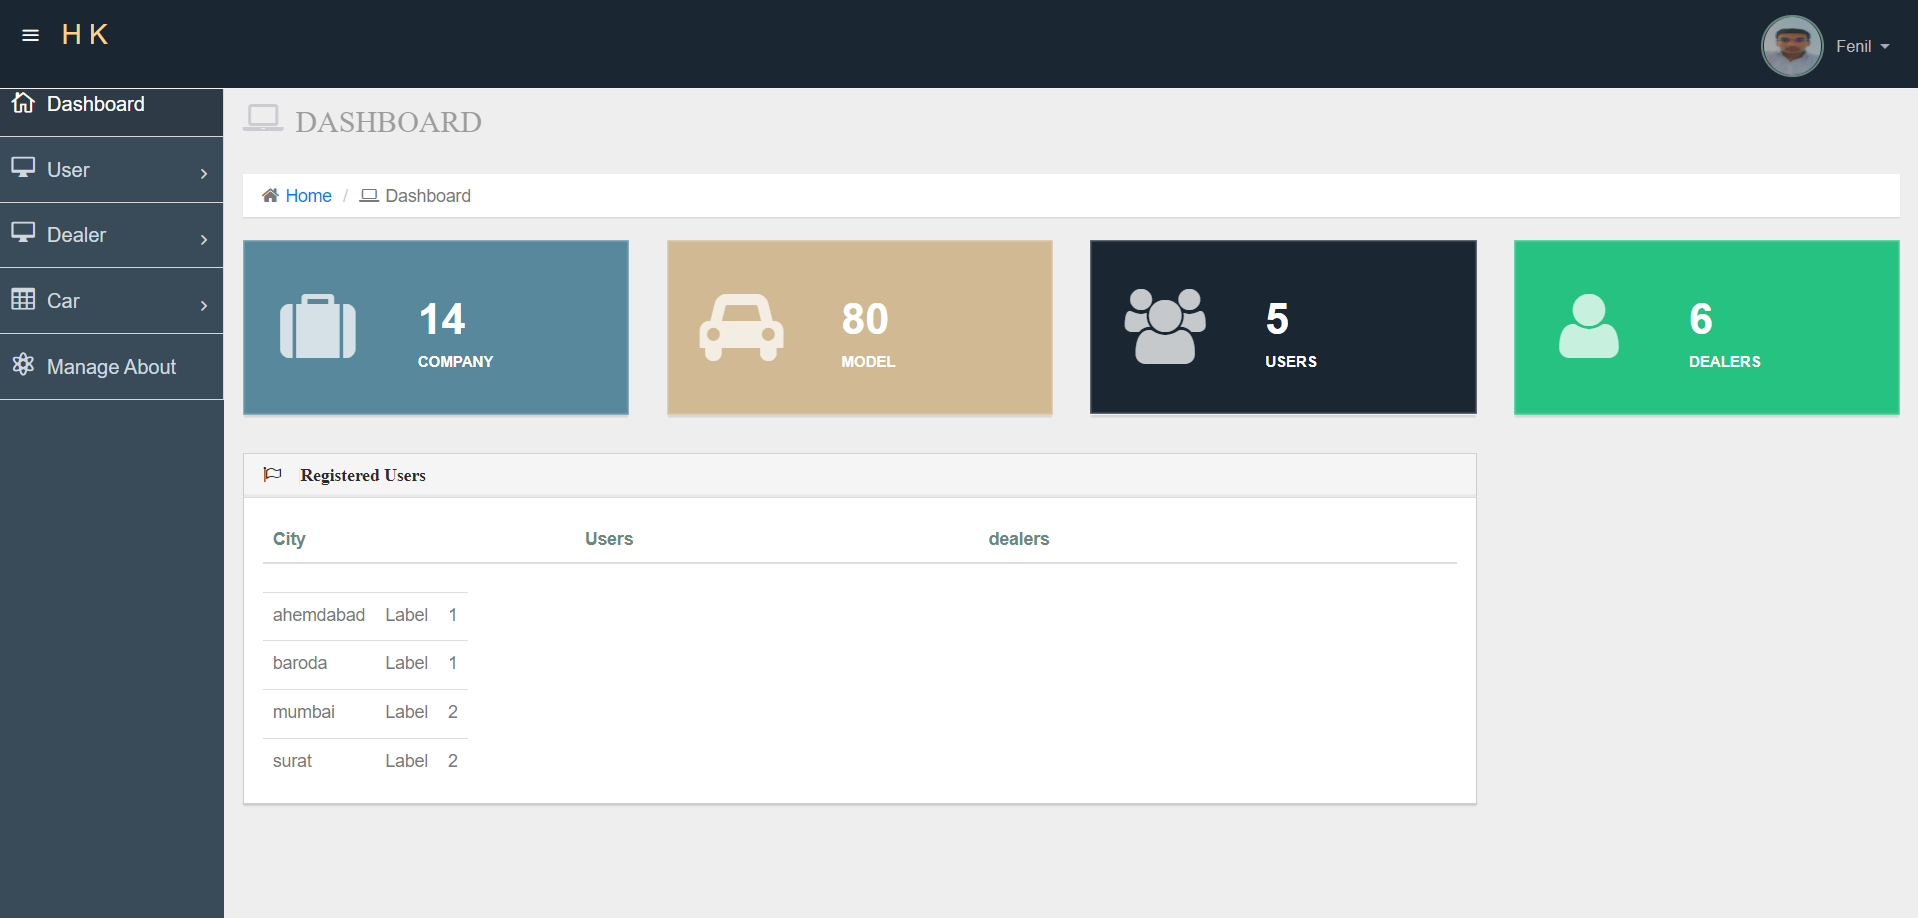 H K
Fenil
Dashboard
User
Dealer
Car
Manage About
DASHBOARD
Home / Dashboard
14
COMPANY
80
MODEL
5
USERS
6
DEALERS
Registered Users
City Users dealers
ahemdabad Label 1
baroda Label 1
mumbai Label 2
surat Label 2